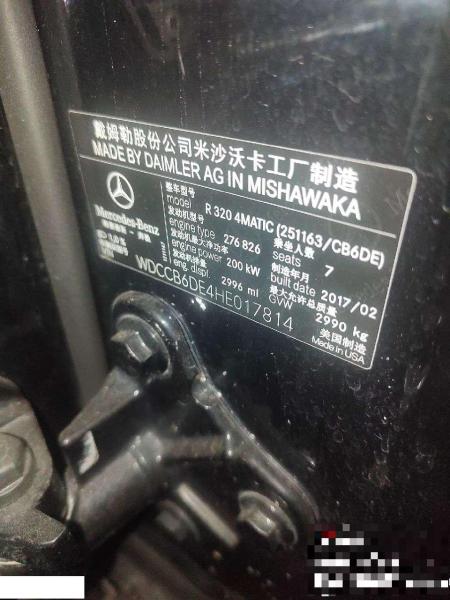 戴姆勒股份公司米沙沃卡工厂制造
MADE BY DAIMLER AG IN MISHAWAKA
Mercedes-Benz
整车型号
model R 320 4MATIC (251163/CB6DE)
发动机型号 乘坐人数
engine type 276 826 seats 7
发动机最大净功率 制造年月
engine power 200 kW built date 2017/02
发动机排量 最大允许总质量
eng. displ. 2996 ml GVW 2990 kg
WDCCB6DE4HE017814
美国制造
Made in USA